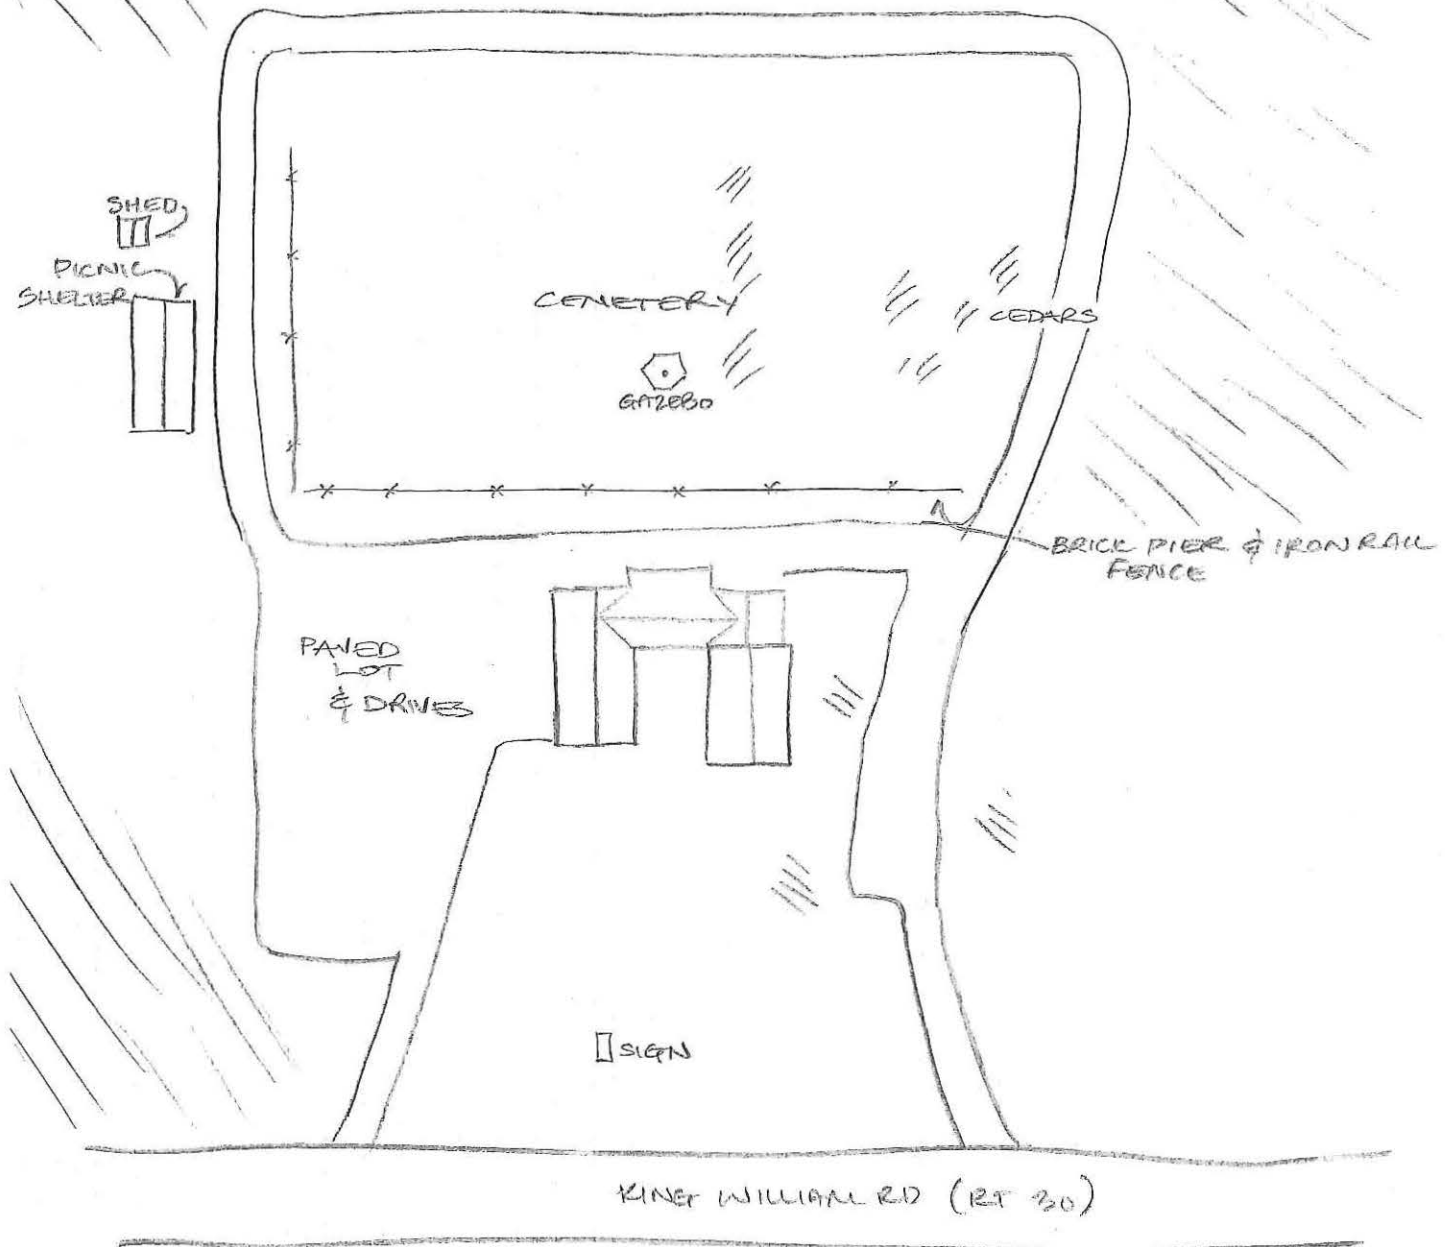 SHED
PICNIC
SHELTER
CEMETERY
CEDARS
GAZEBO
BRICK PIER & IRON RAIL
FENCE
PAVED
LOT
& DRIVES
SIGN
KING WILLIAM RD (RT 30)